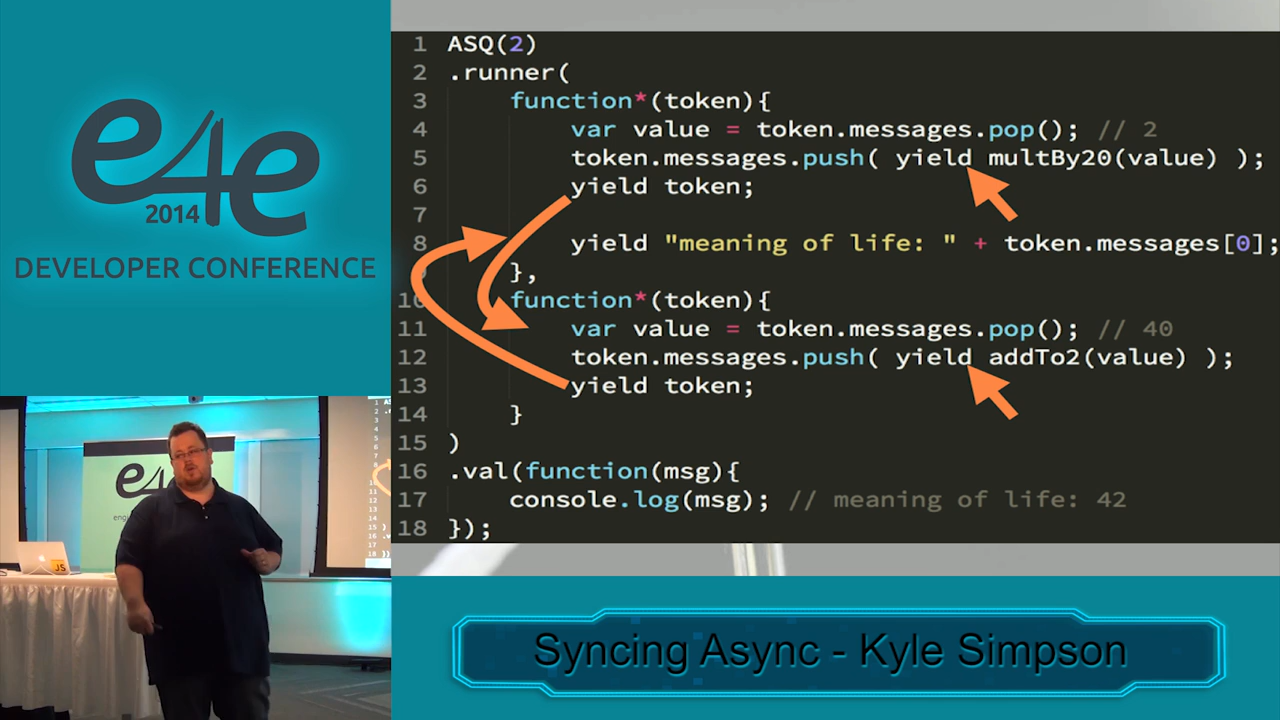 e4e
2014
DEVELOPER CONFERENCE
1 ASQ(2)
2 .runner(
3 function*(token){
4 var value = token.messages.pop(); // 2
5 token.messages.push( yield multBy20(value) );
6 yield token;
7
8 yield "meaning of life: " + token.messages[0];
9 },
10 function*(token){
11 var value = token.messages.pop(); // 40
12 token.messages.push( yield addTo2(value) );
13 yield token;
14 }
15 )
16 .val(function(msg){
17 console.log(msg); // meaning of life: 42
18 });
e4e
JS
Syncing Async - Kyle Simpson